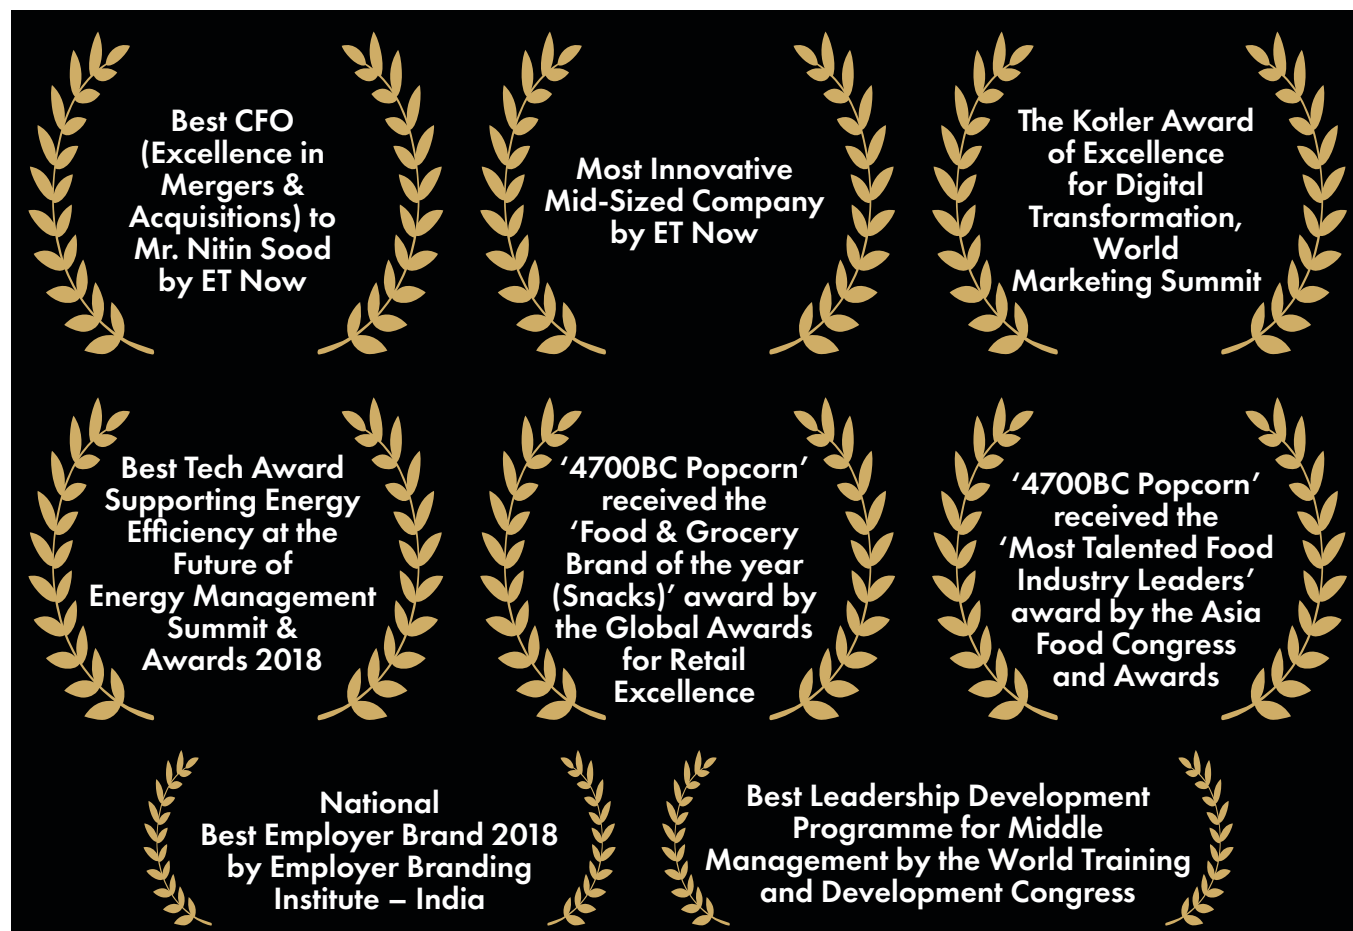 Best CFO
(Excellence in
Mergers &
Acquisitions) to
Mr. Nitin Sood
by ET Now
Most Innovative
Mid-Sized Company
by ET Now
The Kotler Award
of Excellence
for Digital
Transformation,
World
Marketing Summit
Best Tech Award
Supporting Energy
Efficiency at the
Future of
Energy Management
Summit &
Awards 2018
‘4700BC Popcorn’
received the
‘Food & Grocery
Brand of the year
(Snacks)’ award by
the Global Awards
for Retail
Excellence
‘4700BC Popcorn’
received the
‘Most Talented Food
Industry Leaders’
award by the Asia
Food Congress
and Awards
National
Best Employer Brand 2018
by Employer Branding
Institute – India
Best Leadership Development
Programme for Middle
Management by the World Training
and Development Congress